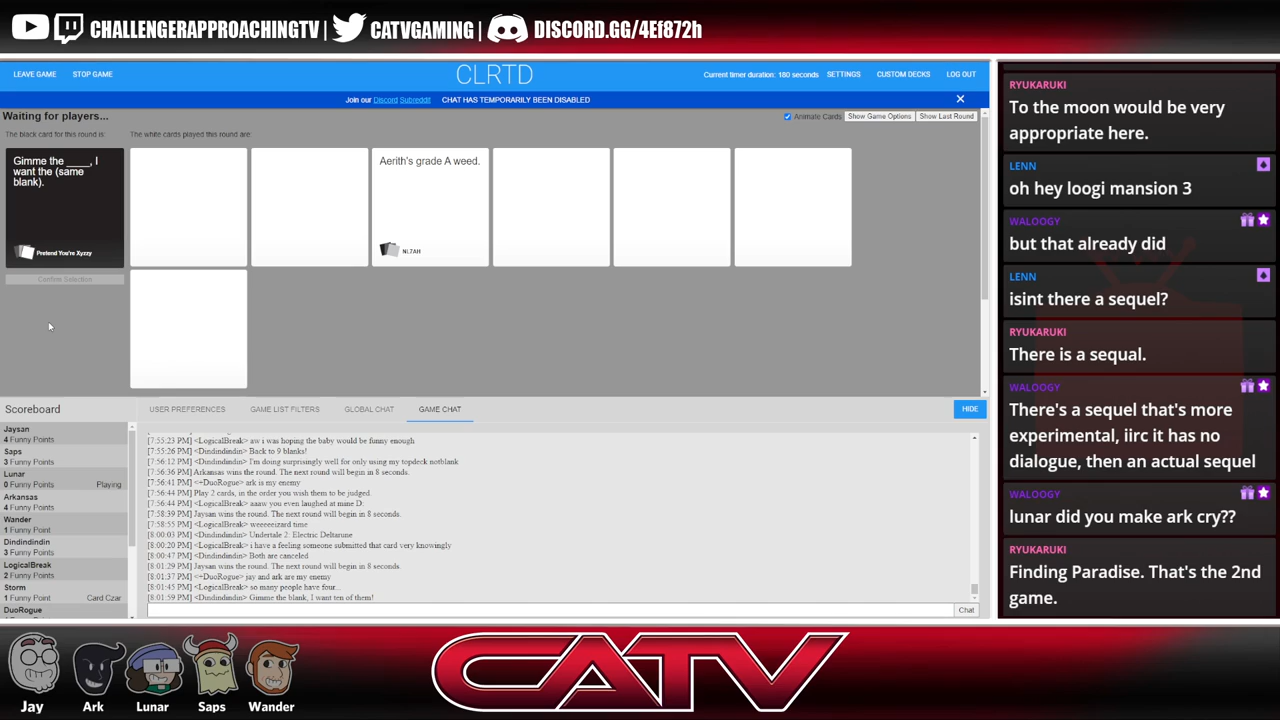 CHALLENGERAPPROACHINGTV | CATVGAMING | DISCORD.GG/4Ef872h
LEAVE GAME STOP GAME CLRTD Current timer duration: 180 seconds SETTINGS CUSTOM DECKS LOG OUT
Join our Discord Subreddit CHAT HAS TEMPORARILY BEEN DISABLED
Waiting for players...
Animate Cards Show Game Options Show Last Round
The black card for this round is: The white cards played this round are:
Gimme the ____, I
want the (same
blank).
Pretend You're Xyzzy
Aerith's grade A weed.
NL7AH
Confirm Selection
Scoreboard
Jaysan
4 Funny Points
Saps
3 Funny Points
Lunar
0 Funny Points Playing
Arkansas
4 Funny Points
Wander
1 Funny Point
Dindindindin
3 Funny Points
LogicalBreak
2 Funny Points
Storm
1 Funny Point Card Czar
DuoRogue
USER PREFERENCES GAME LIST FILTERS GLOBAL CHAT GAME CHAT HIDE
[7:55:23 PM] <LogicalBreak> aw i was hoping the baby would be funny enough
[7:55:26 PM] <Dindindindin> Back to 9 blanks!
[7:56:12 PM] <Dindindindin> I'm doing surprisingly well for only using my topdeck notblank
[7:56:36 PM] Arkansas wins the round. The next round will begin in 8 seconds.
[7:56:41 PM] <+DuoRogue> ark is my enemy
[7:56:44 PM] Play 2 cards, in the order you wish them to be judged.
[7:56:44 PM] <LogicalBreak> aaaw you even laughed at mine D:
[7:58:39 PM] Jaysan wins the round. The next round will begin in 8 seconds.
[7:58:55 PM] <LogicalBreak> weeeeizard time
[8:00:03 PM] <Dindindindin> Undertale 2: Electric Deltarune
[8:00:20 PM] <LogicalBreak> i have a feeling someone submitted that card very knowingly
[8:00:47 PM] <Dindindindin> Both are canceled
[8:01:29 PM] Jaysan wins the round. The next round will begin in 8 seconds.
[8:01:37 PM] <+DuoRogue> jay and ark are my enemy
[8:01:45 PM] <LogicalBreak> so many people have four...
[8:01:59 PM] <Dindindindin> Gimme the blank, I want ten of them!
Chat
RYUKARUKI
To the moon would be very
appropriate here.
LENN
oh hey loogi mansion 3
WALOOGY
but that already did
LENN
isint there a sequel?
RYUKARUKI
There is a sequal.
WALOOGY
There's a sequel that's more
experimental, iirc it has no
dialogue, then an actual sequel
WALOOGY
lunar did you make ark cry??
RYUKARUKI
Finding Paradise. That's the 2nd
game.
Jay Ark Lunar Saps Wander
CATV